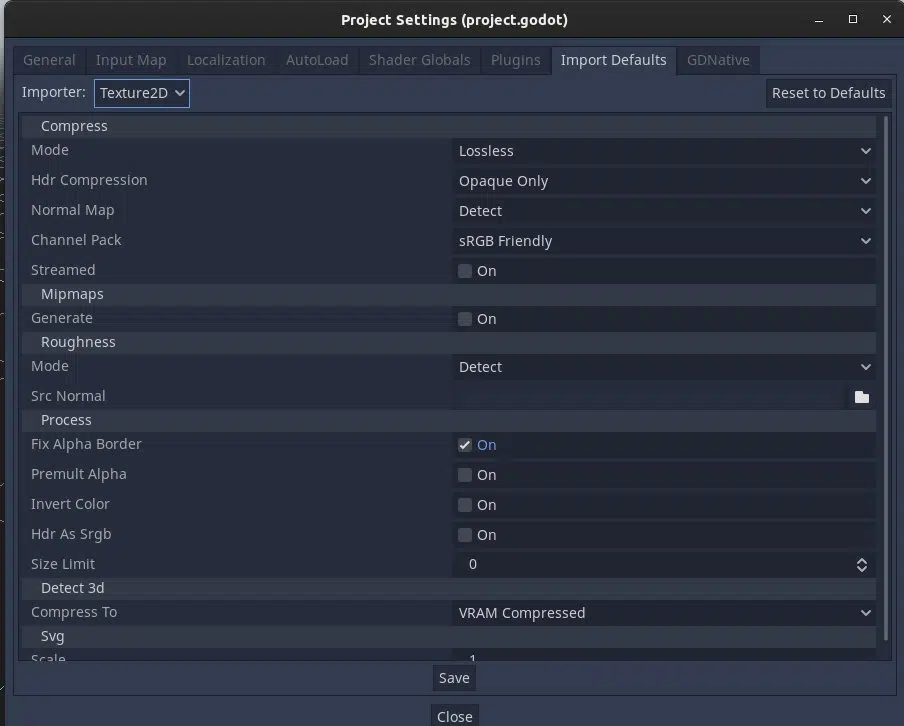 Project Settings (project.godot)
General Input Map Localization AutoLoad Shader Globals Plugins Import Defaults GDNative
Importer: Texture2D Reset to Defaults
Compress
Mode Lossless
Hdr Compression Opaque Only
Normal Map Detect
Channel Pack sRGB Friendly
Streamed On
Mipmaps
Generate On
Roughness
Mode Detect
Src Normal
Process
Fix Alpha Border On
Premult Alpha On
Invert Color On
Hdr As Srgb On
Size Limit 0
Detect 3d
Compress To VRAM Compressed
Svg
Scale 1
Save
Close